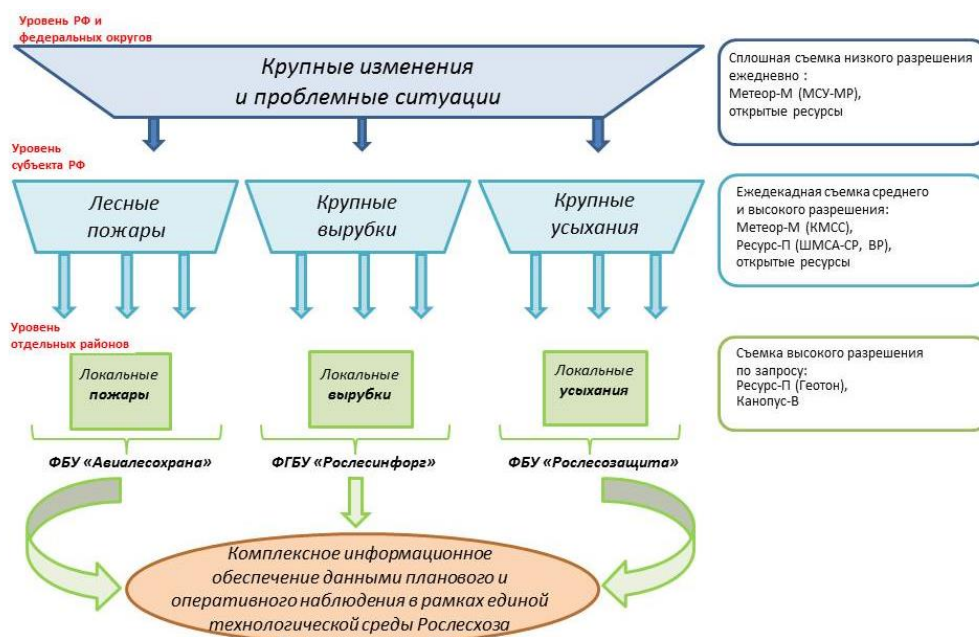 Уровень РФ и
федеральных округов
Крупные изменения
и проблемные ситуации
Сплошная съемка низкого разрешения
ежедневно :
Метеор-М (МСУ-МР),
открытые ресурсы
Уровень
субъекта РФ
Лесные
пожары
Крупные
вырубки
Крупные
усыхания
Ежедекадная съемка среднего
и высокого разрешения:
Метеор-М (КМСС),
Ресурс-П (ШМСА-СР, ВР),
открытые ресурсы
Уровень
отдельных районов
Локальные
пожары
Локальные
вырубки
Локальные
усыхания
Съемка высокого разрешения
по запросу:
Ресурс-П (Геотон),
Канопус-В
ФБУ «Авиалесохрана»
ФГБУ «Рослесинфорг»
ФБУ «Рослесозащита»
Комплексное информационное
обеспечение данными планового и
оперативного наблюдения в рамках единой
технологической среды Рослесхоза